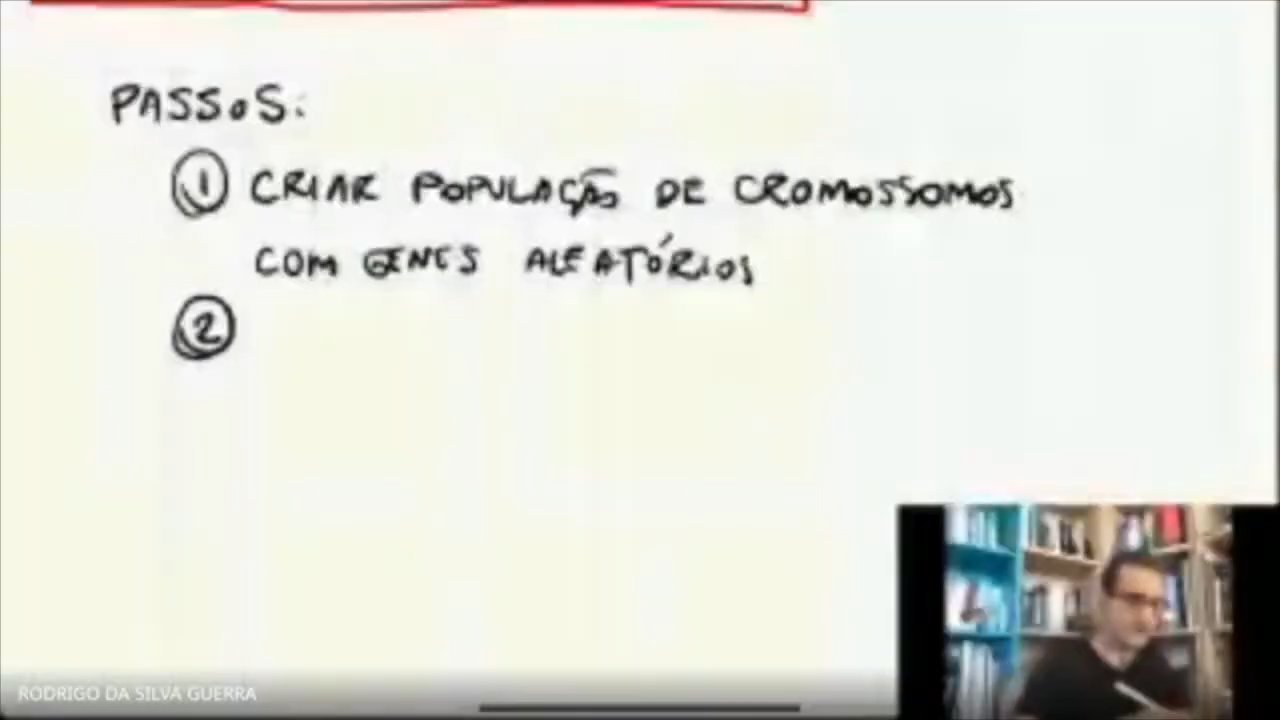 PASSOS:
① CRIAR POPULAÇÃO DE CROMOSSOMOS
COM GENES ALEATÓRIOS
②
RODRIGO DA SILVA GUERRA